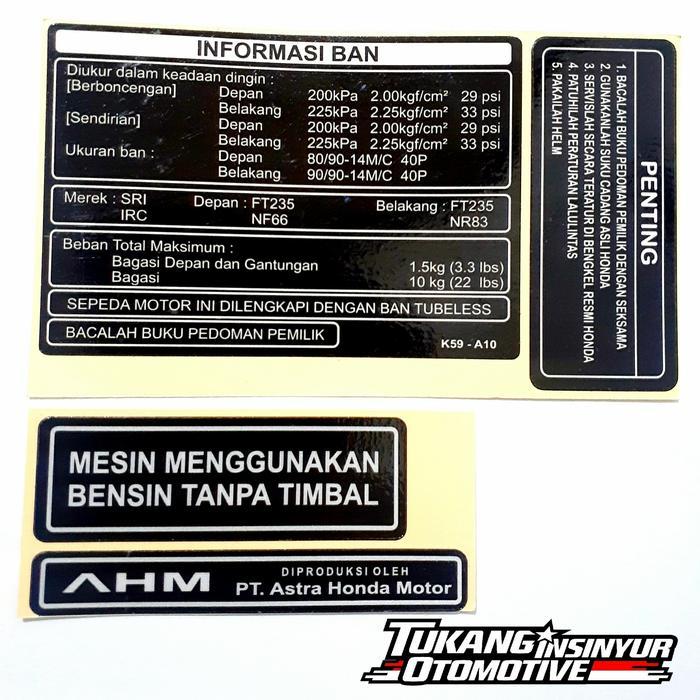 INFORMASI BAN
Diukur dalam keadaan dingin :
[Berboncengan] Depan 200kPa 2.00kgf/cm² 29 psi
Belakang 225kPa 2.25kgf/cm² 33 psi
[Sendirian) Depan 200kPa 2.00kgf/cm² 29 psi
Belakang 225kPa 2.25kgf/cm² 33 psi
Ukuran ban : Depan 80/90-14M/C 40P
Belakang 90/90-14M/C 40P
Merek : SRI Depan : FT235 Belakang : FT235
IRC NF66 NR83
Beban Total Maksimum :
Bagasi Depan dan Gantungan 1.5kg (3.3 lbs)
Bagasi 10 kg (22 lbs)
SEPEDA MOTOR INI DILENGKAPI DENGAN BAN TUBELESS
BACALAH BUKU PEDOMAN PEMILIK
K59 - A10
PENTING
1. BACALAH BUKU PEDOMAN PEMILIK DENGAN SEKSAMA
2. GUNAKANLAH SUKU CADANG ASLI HONDA
3. SERVISLAH SECARA TERATUR DI BENGKEL RESMI HONDA
4. PATUHILAH PERATURAN LALULINTAS
5. PAKAILAH HELM
MESIN MENGGUNAKAN
BENSIN TANPA TIMBAL
AHM
DIPRODUKSI OLEH
PT. Astra Honda Motor
TUKANG INSINYUR
OTOMOTIVE